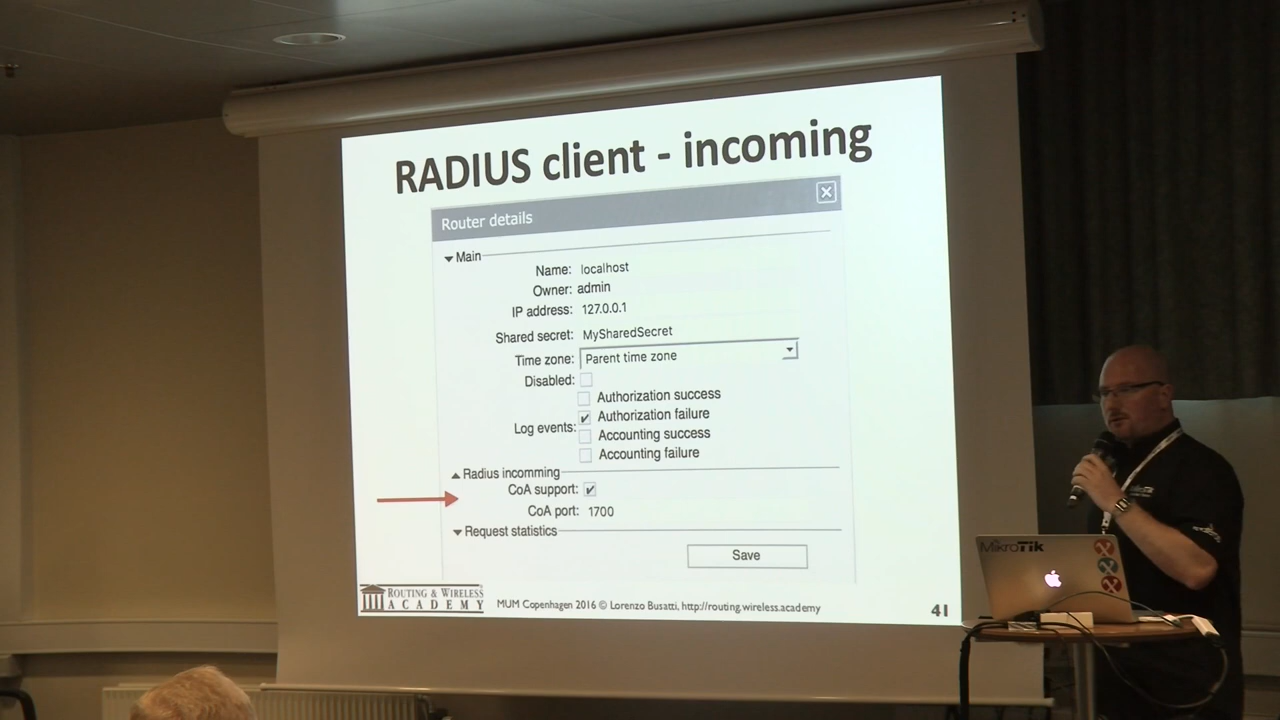 RADIUS client - incoming
Router details
Main
Name: localhost
Owner: admin
IP address: 127.0.0.1
Shared secret: MySharedSecret
Time zone: Parent time zone
Disabled:
Log events:
Authorization success
Authorization failure
Accounting success
Accounting failure
Radius incomming
CoA support:
CoA port: 1700
Request statistics
Save
ROUTING & WIRELESS
ACADEMY
MUM Copenhagen 2016 © Lorenzo Busatti, http://routing.wireless.academy
41
MikroTik